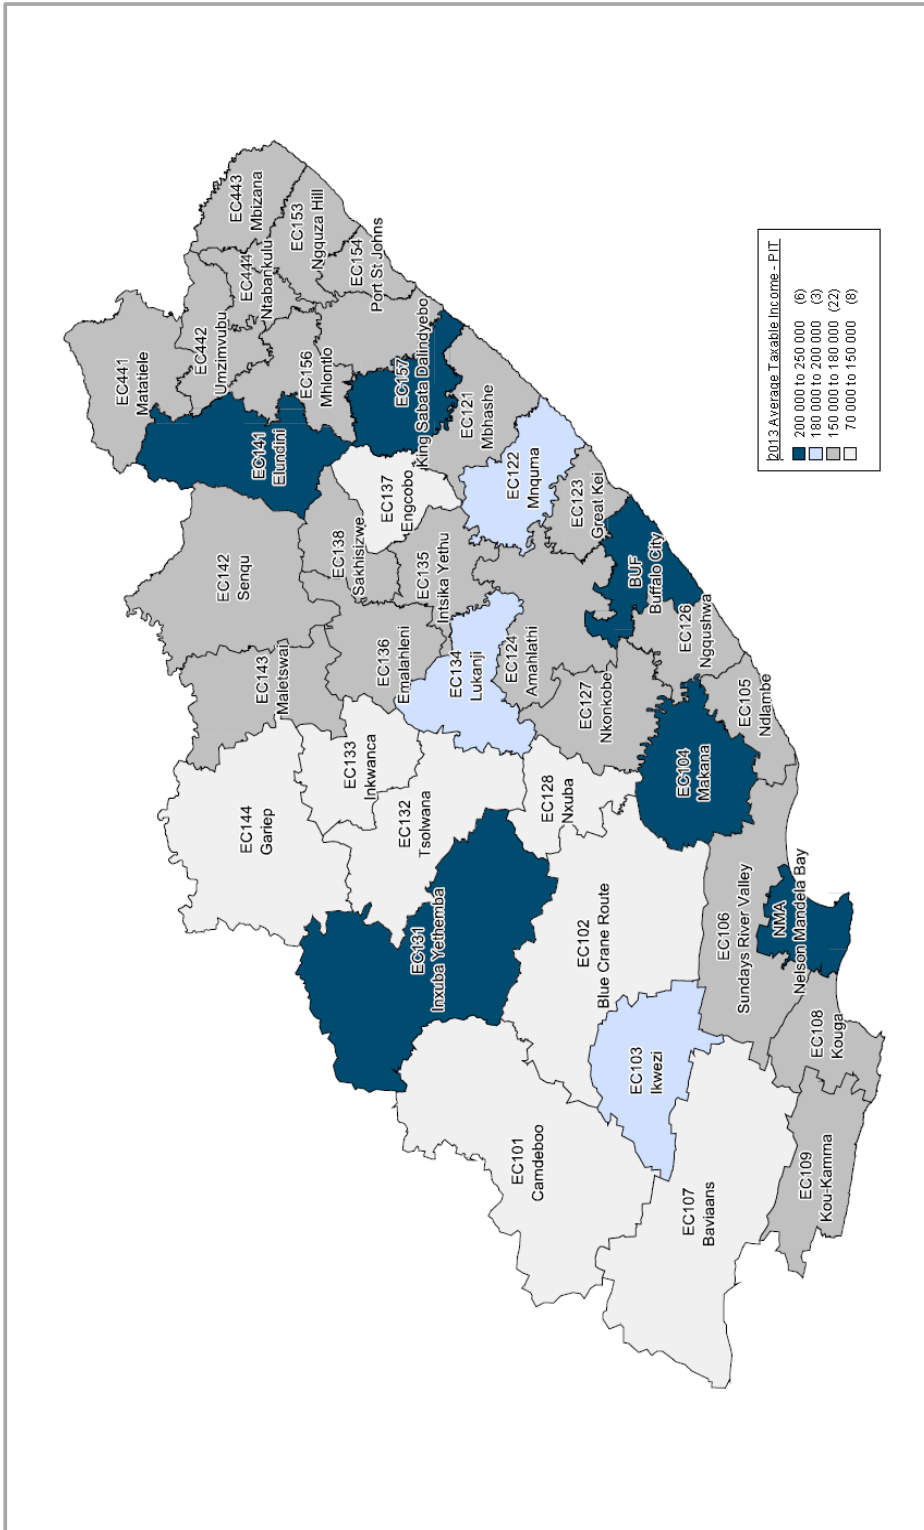 EC441
Matatiele
EC443
Mbizana
EC442
Umzimvubu
EC444
Ntabankulu
EC153
Ngquza Hill
EC154
Port St Johns
EC156
Mhlontlo
EC157
King Sabata Dalindyebo
EC141
Elundini
EC121
Mbhashe
EC142
Senqu
EC138
Sakhisizwe
EC137
Engcobo
EC122
Mnquma
EC135
Intsika Yethu
EC123
Great Kei
EC143
Maletswai
EC136
Emalahleni
EC134
Lukanji
EC124
Amahlathi
BUF
Buffalo City
EC126
Ngqushwa
EC144
Gariep
EC133
Inkwanca
EC132
Tsolwana
EC128
Nxuba
EC127
Nkonkobe
EC105
Ndlambe
EC104
Makana
EC131
Inxuba Yethemba
EC102
Blue Crane Route
EC106
Sundays River Valley
NMA
Nelson Mandela Bay
EC101
Camdeboo
EC103
Ikwezi
EC107
Baviaans
EC108
Kouga
EC109
Kou-Kamma
2013 Average Taxable Income - PIT
200 000 to 250 000 (6)
180 000 to 200 000 (3)
150 000 to 180 000 (22)
70 000 to 150 000 (8)